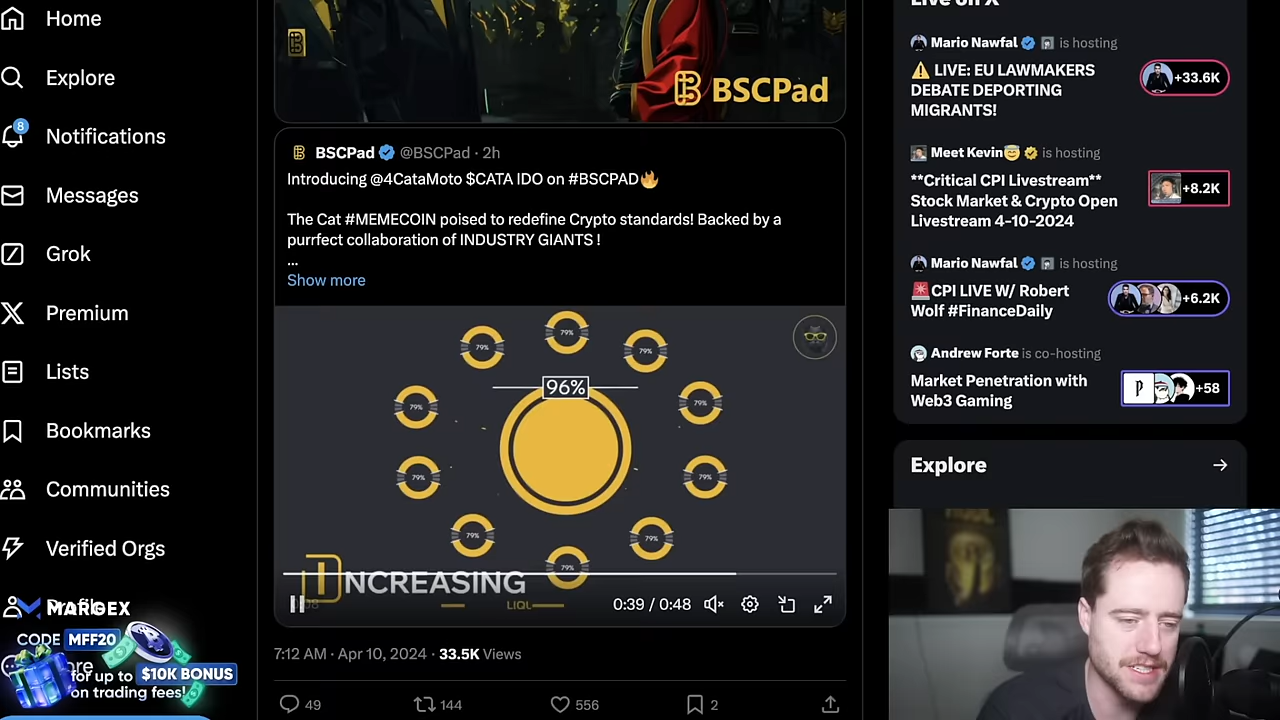 Home
Explore
8
Notifications
Messages
Grok
Premium
Lists
Bookmarks
Communities
Verified Orgs
MARGEX
CODE MFF20
for up to $10K BONUS
on trading fees!
BSCPad
BSCPad @BSCPad · 2h
Introducing @4CataMoto $CATA IDO on #BSCPAD🔥
The Cat #MEMECOIN poised to redefine Crypto standards! Backed by a
purrfect collaboration of INDUSTRY GIANTS !
...
Show more
79%
79%
79%
96%
79%
79%
79%
79%
79%
79%
79%
INCREASING
LIQU
0:39 / 0:48
7:12 AM · Apr 10, 2024 · 33.5K Views
49
144
556
2
Live on X
Mario Nawfal is hosting
⚠️ LIVE: EU LAWMAKERS
DEBATE DEPORTING
MIGRANTS!
+33.6K
Meet Kevin😇 is hosting
**Critical CPI Livestream**
Stock Market & Crypto Open
Livestream 4-10-2024
+8.2K
Mario Nawfal is hosting
🚨CPI LIVE W/ Robert
Wolf #FinanceDaily
+6.2K
Andrew Forte is co-hosting
Market Penetration with
Web3 Gaming
+58
Explore